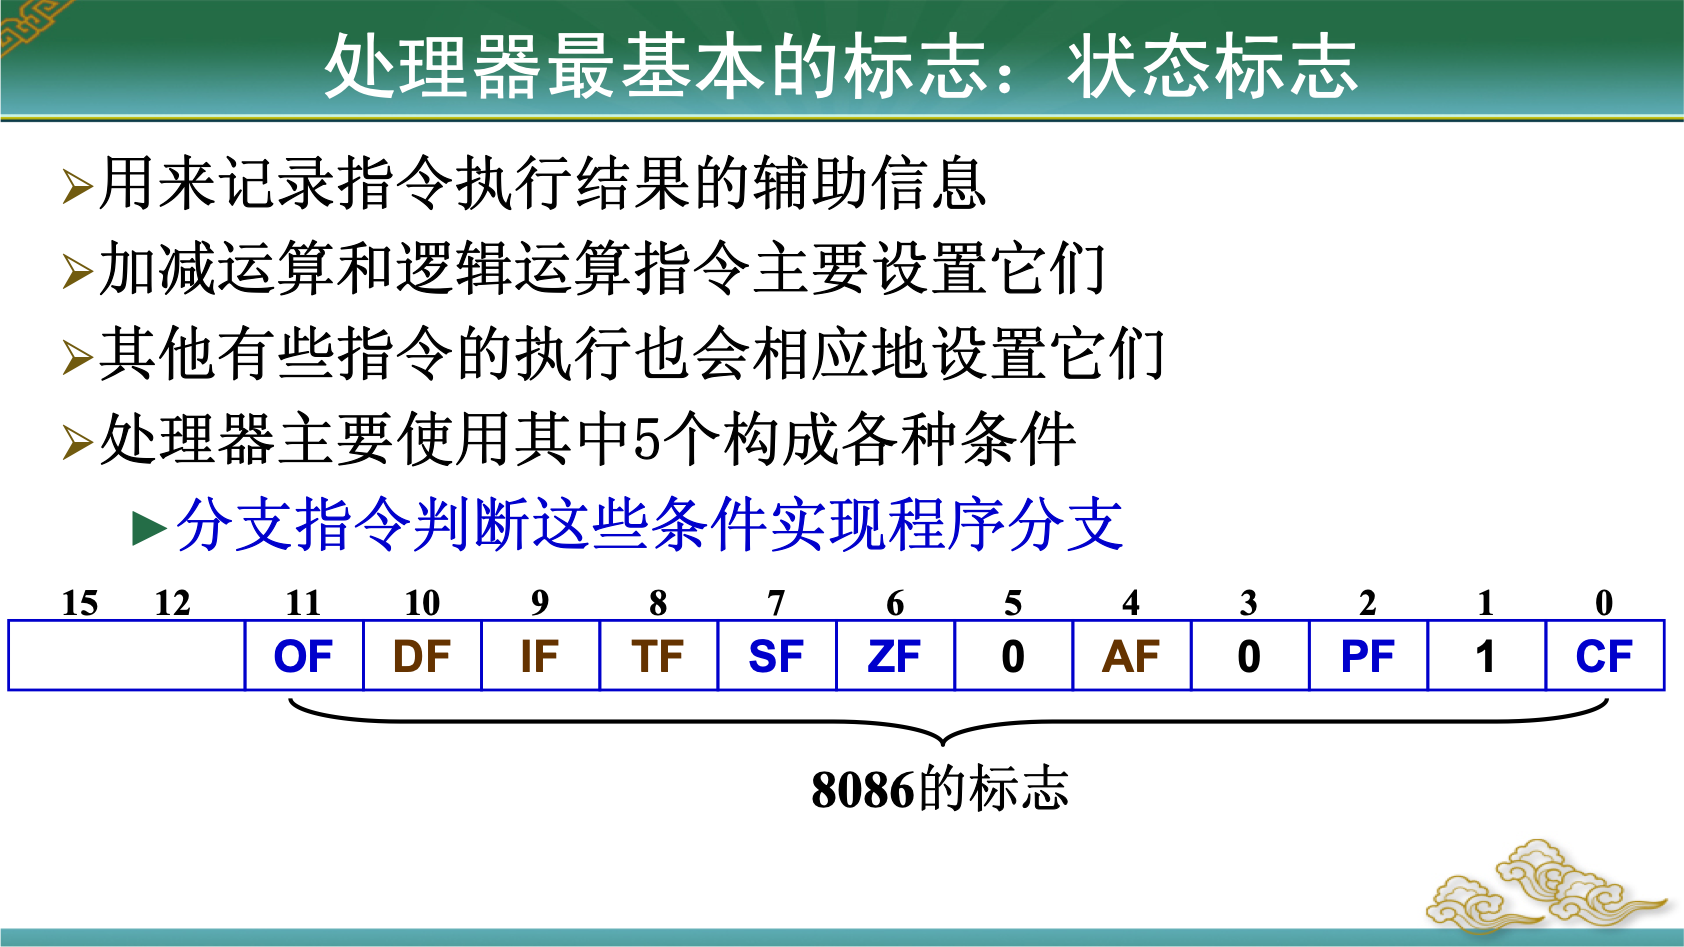 处理器最基本的标志：状态标志
用来记录指令执行结果的辅助信息
加减运算和逻辑运算指令主要设置它们
其他有些指令的执行也会相应地设置它们
处理器主要使用其中5个构成各种条件
分支指令判断这些条件实现程序分支
15 12 11 10 9 8 7 6 5 4 3 2 1 0
OF DF IF TF SF ZF 0 AF 0 PF 1 CF
8086的标志